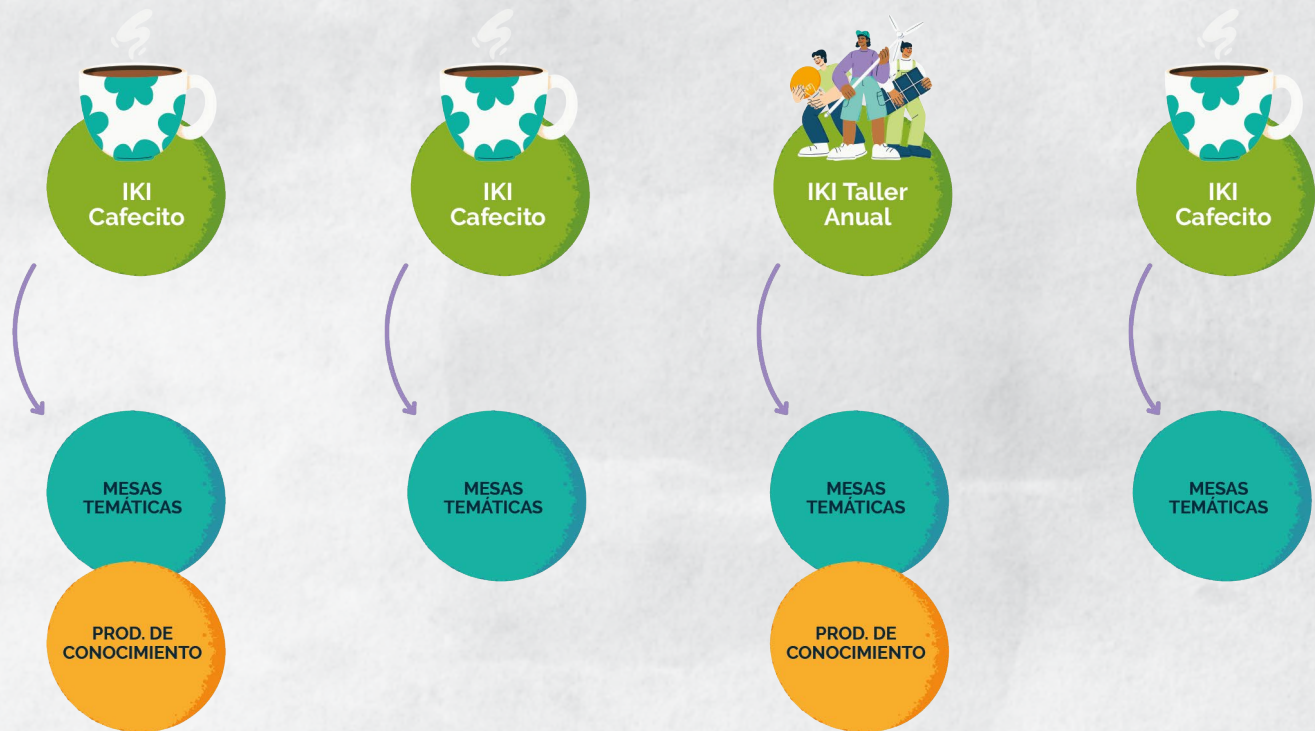 IKI
Cafecito
IKI
Cafecito
IKI Taller
Anual
IKI
Cafecito
MESAS
TEMÁTICAS
MESAS
TEMÁTICAS
MESAS
TEMÁTICAS
MESAS
TEMÁTICAS
PROD. DE
CONOCIMIENTO
PROD. DE
CONOCIMIENTO